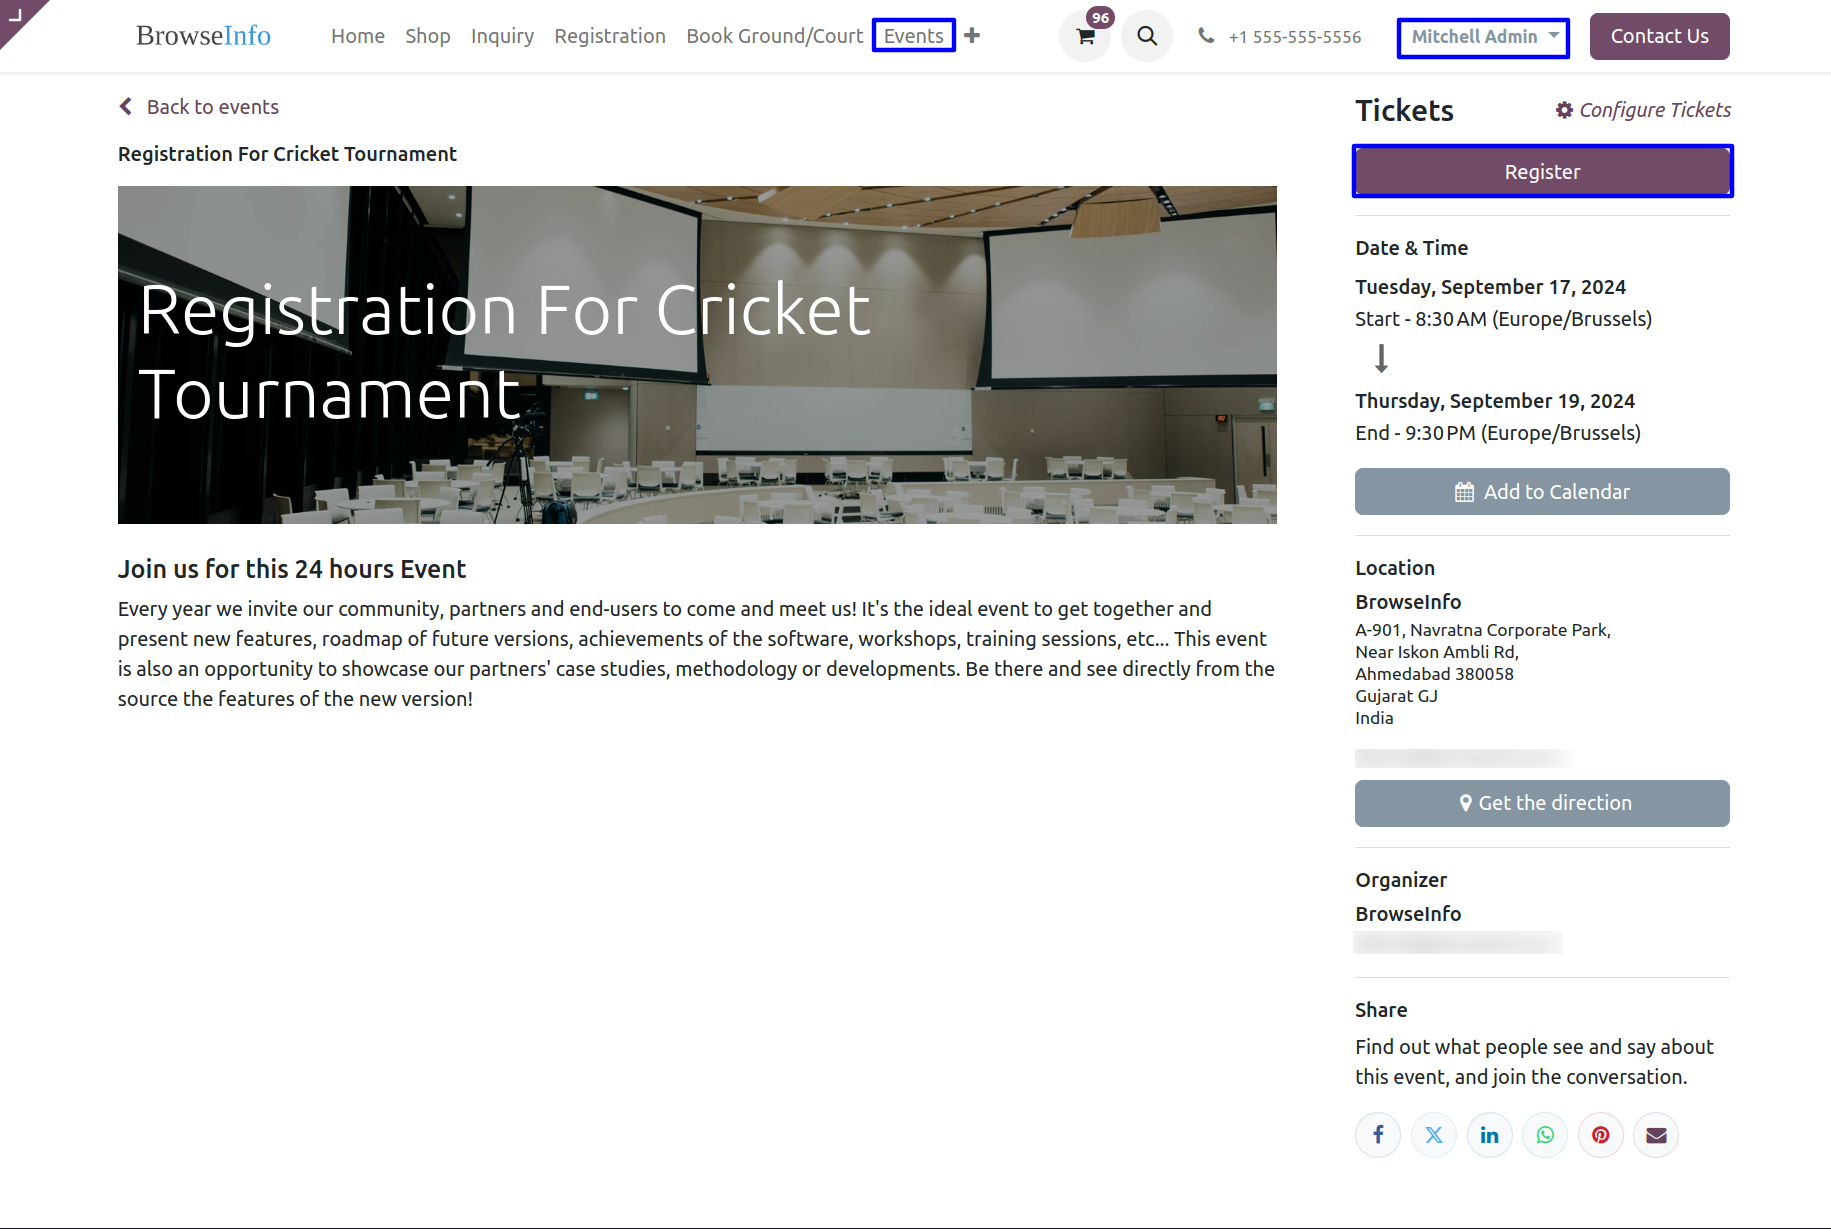 BrowseInfo
Home Shop Inquiry Registration Book Ground/Court Events
96
+1 555-555-5556
Mitchell Admin
Contact Us
Back to events
Registration For Cricket Tournament
Registration For Cricket
Tournament
Join us for this 24 hours Event
Every year we invite our community, partners and end-users to come and meet us! It's the ideal event to get together and
present new features, roadmap of future versions, achievements of the software, workshops, training sessions, etc... This event
is also an opportunity to showcase our partners' case studies, methodology or developments. Be there and see directly from the
source the features of the new version!
Tickets
Configure Tickets
Register
Date & Time
Tuesday, September 17, 2024
Start - 8:30 AM (Europe/Brussels)
Thursday, September 19, 2024
End - 9:30 PM (Europe/Brussels)
Add to Calendar
Location
BrowseInfo
A-901, Navratna Corporate Park,
Near Iskon Ambli Rd,
Ahmedabad 380058
Gujarat GJ
India
Get the direction
Organizer
BrowseInfo
Share
Find out what people see and say about
this event, and join the conversation.